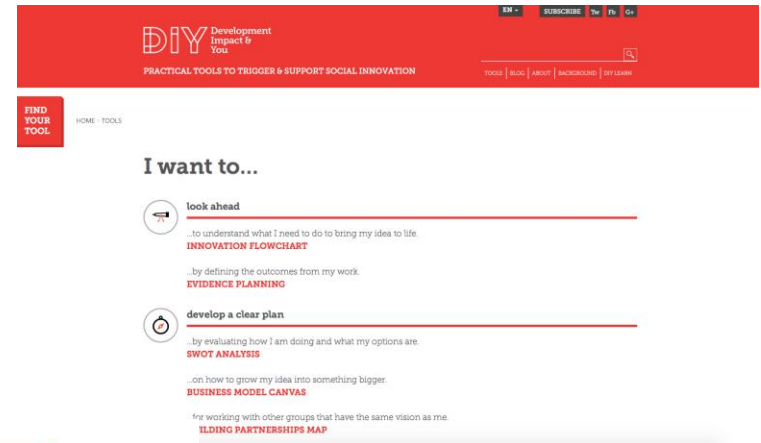 EN
SUBSCRIBE Tw Fb G+
DIY Development
Impact &
You
PRACTICAL TOOLS TO TRIGGER & SUPPORT SOCIAL INNOVATION
TOOLS | BLOG | ABOUT | BACKGROUND | DIY LEARN
FIND
YOUR
TOOL
HOME - TOOLS
I want to...
look ahead
...to understand what I need to do to bring my idea to life.
INNOVATION FLOWCHART
...by defining the outcomes from my work.
EVIDENCE PLANNING
develop a clear plan
...by evaluating how I am doing and what my options are.
SWOT ANALYSIS
...on how to grow my idea into something bigger.
BUSINESS MODEL CANVAS
for working with other groups that have the same vision as me.
ILDING PARTNERSHIPS MAP